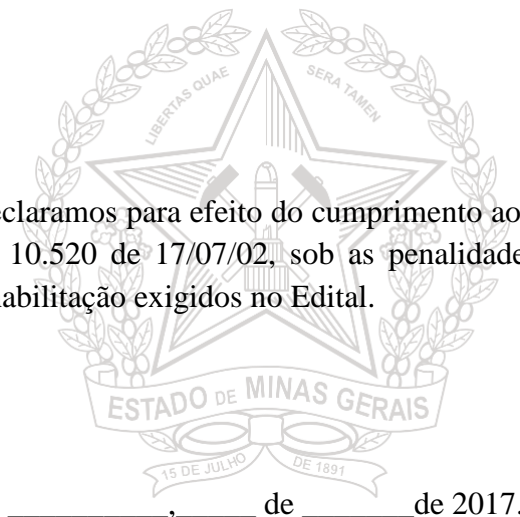 LIBERTAS QUAE SERA TAMEN
eclaramos para efeito do cumprimento ao
10.520 de 17/07/02, sob as penalidade
abilitação exigidos no Edital.
ESTADO DE MINAS GERAIS
15 DE JULHO DE 1891
__________,_____ de _______de 2017.